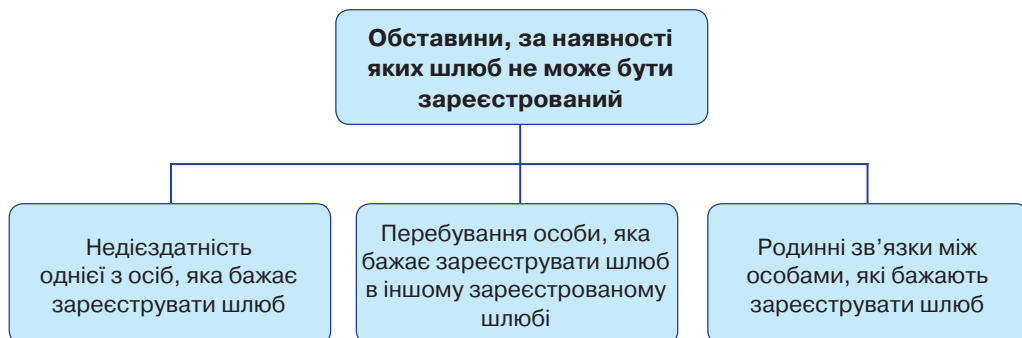 Обставини, за наявності
яких шлюб не може бути
зареєстрований
Недієздатність
однієї з осіб, яка бажає
зареєструвати шлюб
Перебування особи, яка
бажає зареєструвати шлюб
в іншому зареєстрованому
шлюбі
Родинні зв’язки між
особами, які бажають
зареєструвати шлюб